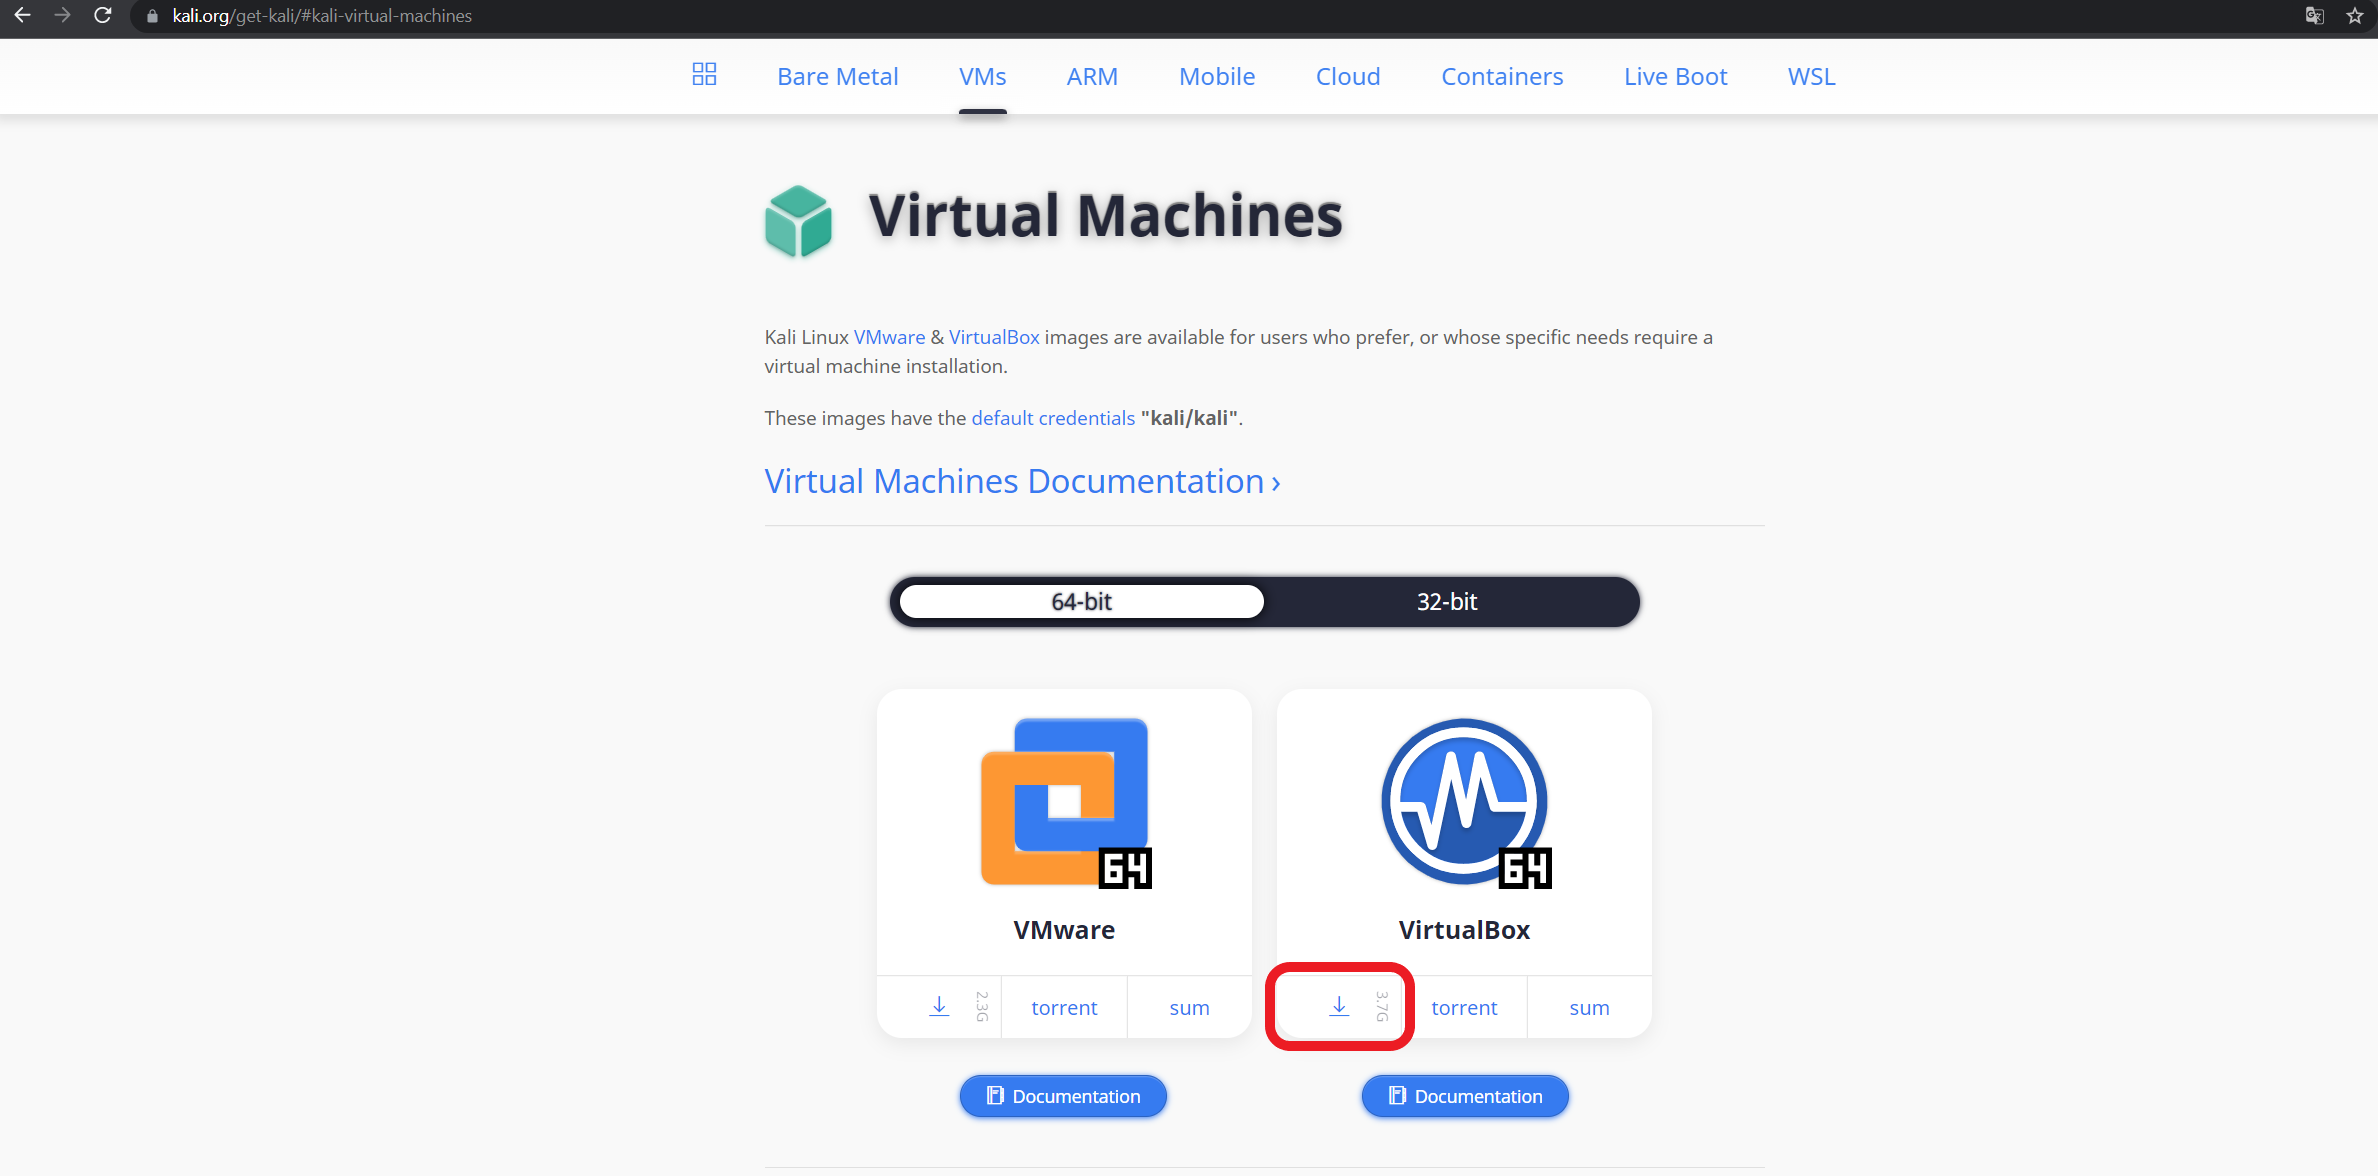 kali.org/get-kali/#kali-virtual-machines
Bare Metal VMs ARM Mobile Cloud Containers Live Boot WSL
Virtual Machines
Kali Linux VMware & VirtualBox images are available for users who prefer, or whose specific needs require a
virtual machine installation.
These images have the default credentials "kali/kali".
Virtual Machines Documentation ›
64-bit 32-bit
64
VMware
2.3G torrent sum
Documentation
64
VirtualBox
3.7G torrent sum
Documentation